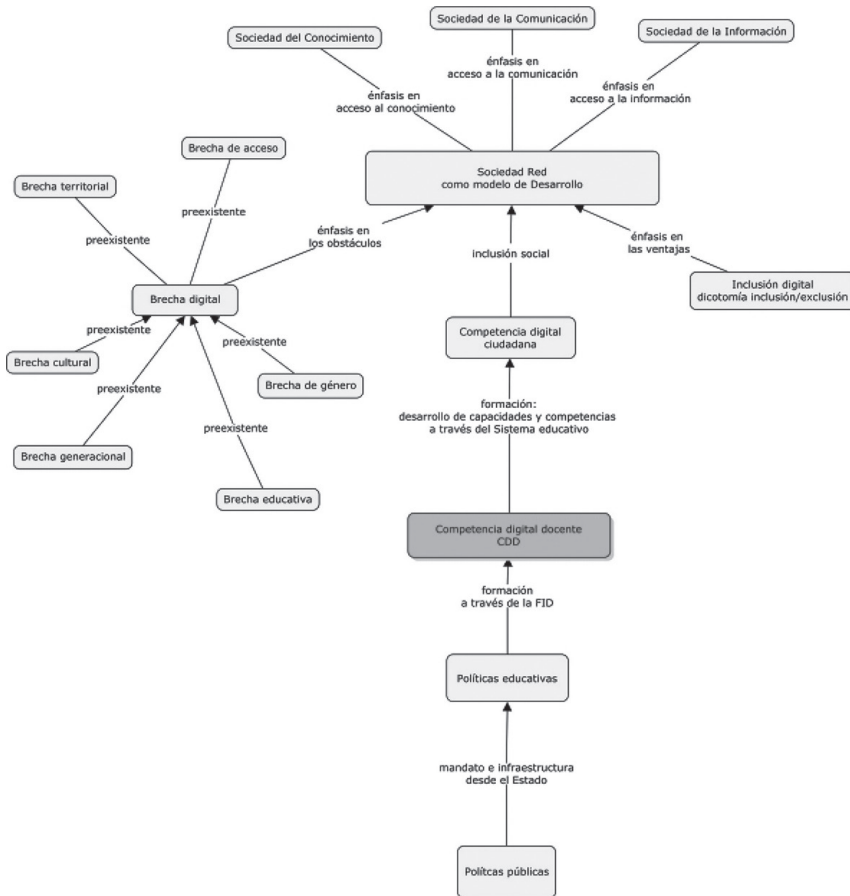 Sociedad de la Comunicación
Sociedad del Conocimiento
Sociedad de la Información
énfasis en
acceso a la comunicación
énfasis en
acceso al conocimiento
énfasis en
acceso a la información
Brecha de acceso
Sociedad Red
como modelo de Desarrollo
Brecha territorial
preexistente
preexistente
énfasis en
los obstáculos
énfasis en
las ventajas
inclusión social
Brecha digital
Inclusión digital
dicotomía inclusión/exclusión
preexistente
Competencia digital
ciudadana
preexistente
Brecha cultural
Brecha de género
preexistente
formación:
desarrollo de capacidades y competencias
a través del Sistema educativo
preexistente
Brecha generacional
Brecha educativa
Competencia digital docente
CDD
formación
a través de la FID
Políticas educativas
mandato e infraestructura
desde el Estado
Polítcas públicas